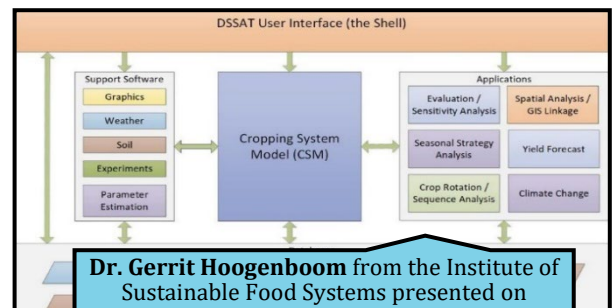 DSSAT User Interface (the Shell)
Support Software
Graphics
Weather
Soil
Experiments
Parameter
Estimation
Cropping System
Model (CSM)
Applications
Evaluation /
Sensitivity Analysis
Spatial Analysis /
GIS Linkage
Seasonal Strategy
Analysis
Yield Forecast
Crop Rotation /
Sequence Analysis
Climate Change
Dr. Gerrit Hoogenboom from the Institute of
Sustainable Food Systems presented on